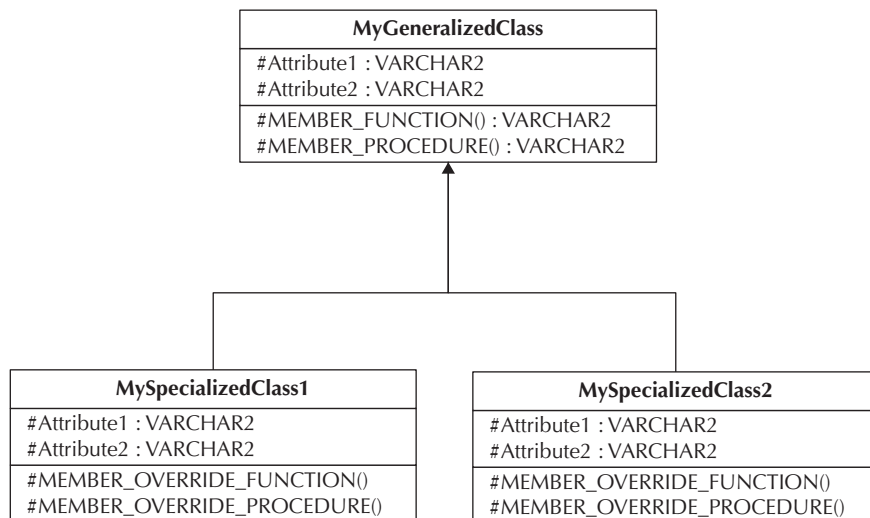 MyGeneralizedClass
#Attribute1 : VARCHAR2
#Attribute2 : VARCHAR2
#MEMBER_FUNCTION() : VARCHAR2
#MEMBER_PROCEDURE() : VARCHAR2
MySpecializedClass1
#Attribute1 : VARCHAR2
#Attribute2 : VARCHAR2
#MEMBER_OVERRIDE_FUNCTION()
#MEMBER_OVERRIDE_PROCEDURE()
MySpecializedClass2
#Attribute1 : VARCHAR2
#Attribute2 : VARCHAR2
#MEMBER_OVERRIDE_FUNCTION()
#MEMBER_OVERRIDE_PROCEDURE()